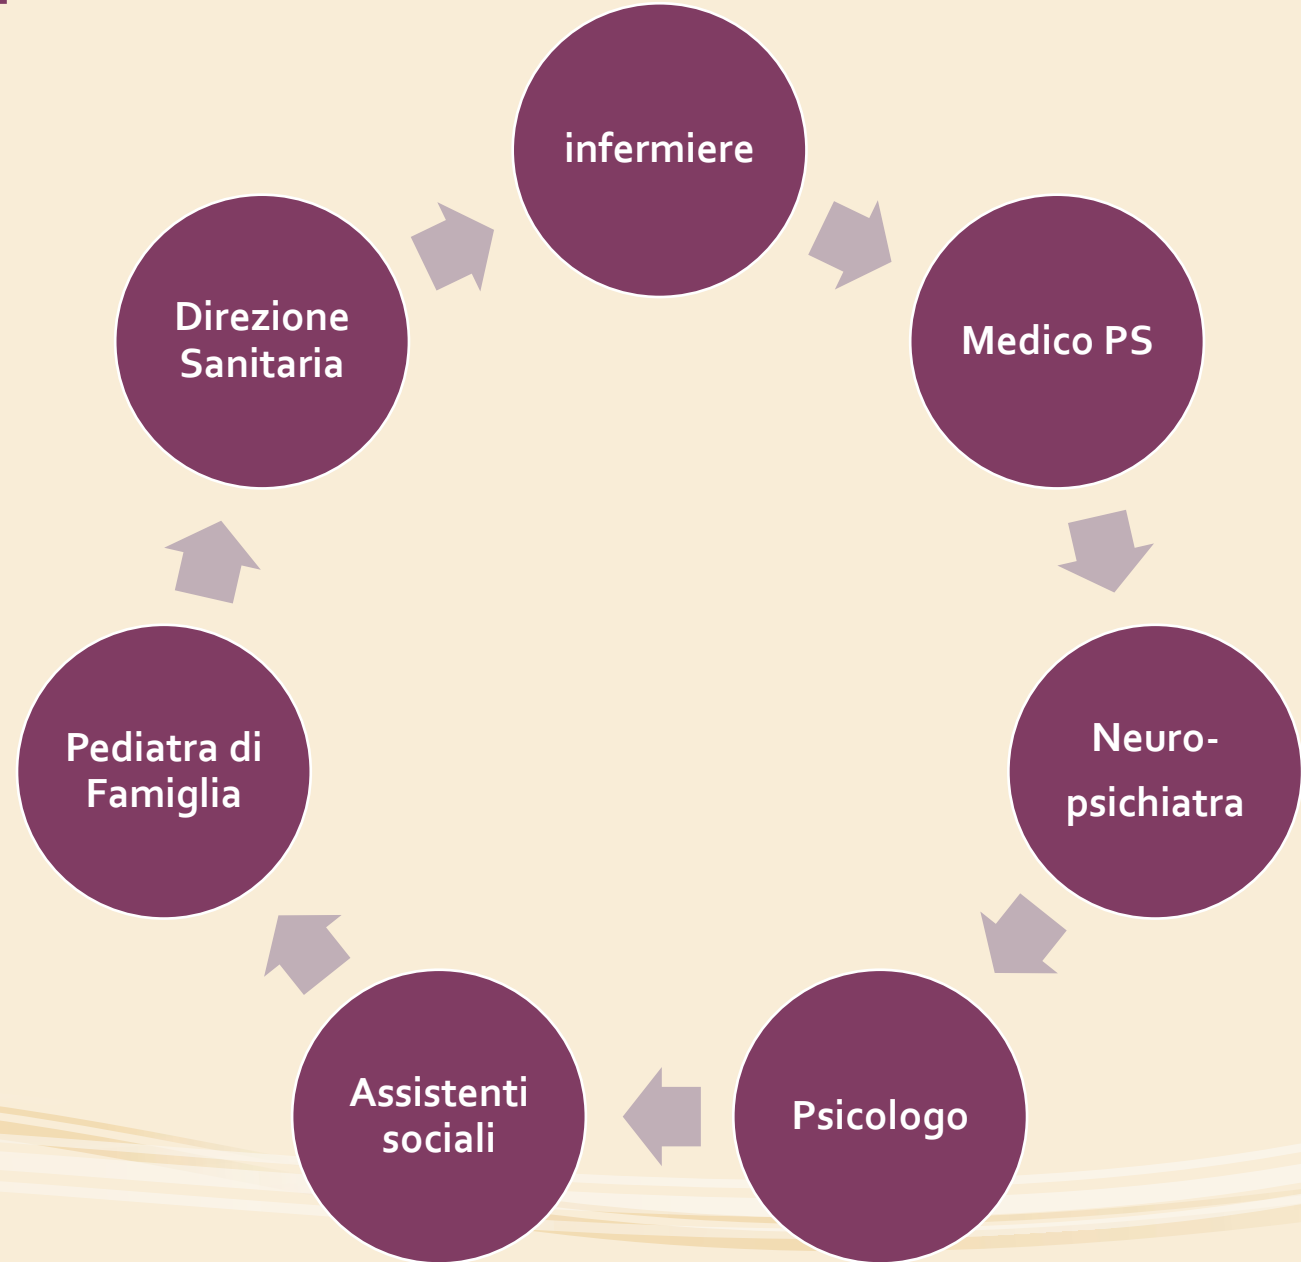 infermiere
Medico PS
Neuro-
psichiatra
Psicologo
Assistenti
sociali
Pediatra di
Famiglia
Direzione
Sanitaria